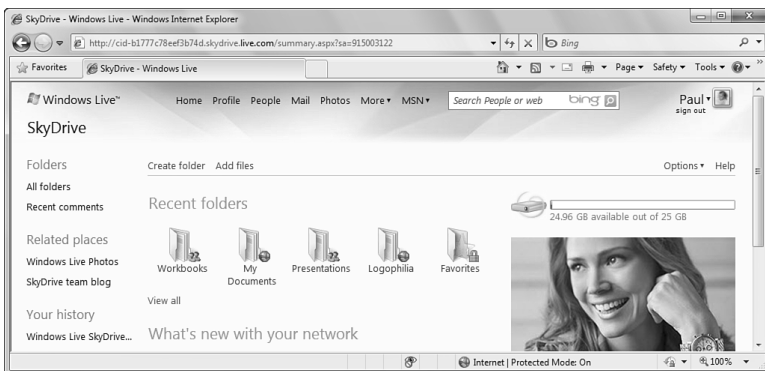 SkyDrive - Windows Live - Windows Internet Explorer
http://cid-b1777c78eef3b74d.skydrive.live.com/summary.aspx?sa=915003122
Bing
Favorites SkyDrive - Windows Live Page Safety Tools
Windows Live™ Home Profile People Mail Photos More MSN Search People or web bing Paul
sign out
SkyDrive
Folders Create folder Add files Options Help
All folders
Recent comments Recent folders
24.96 GB available out of 25 GB
Related places
Windows Live Photos Workbooks My Documents Presentations Logophilia Favorites
SkyDrive team blog
View all
Your history
Windows Live SkyDrive... What's new with your network
Internet | Protected Mode: On 100%